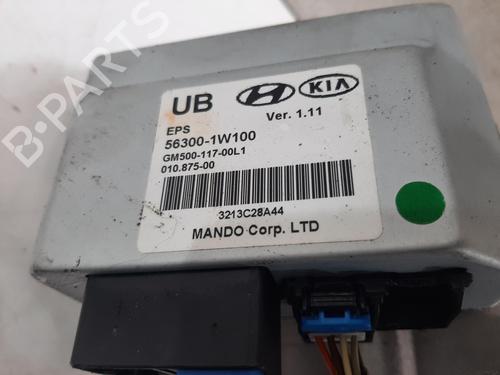 UB HYUNDAI KIA
EPS Ver. 1.11
56300-1W100
GM500-117-00L1
010.875-00
3213C28A44
MANDO Corp. LTD
B-PARTS